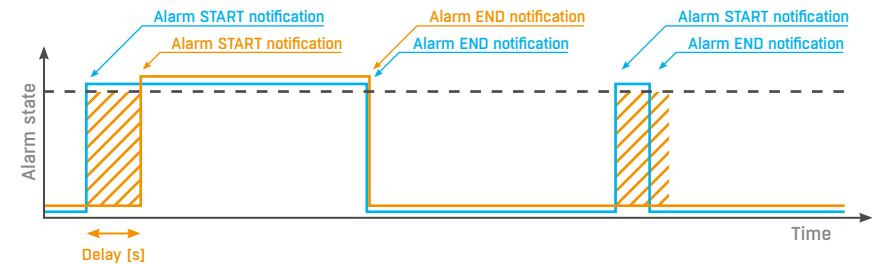 Alarm START notification
Alarm END notification
Alarm START notification
Alarm START notification
Alarm END notification
Alarm END notification
Alarm state
Time
Delay [s]